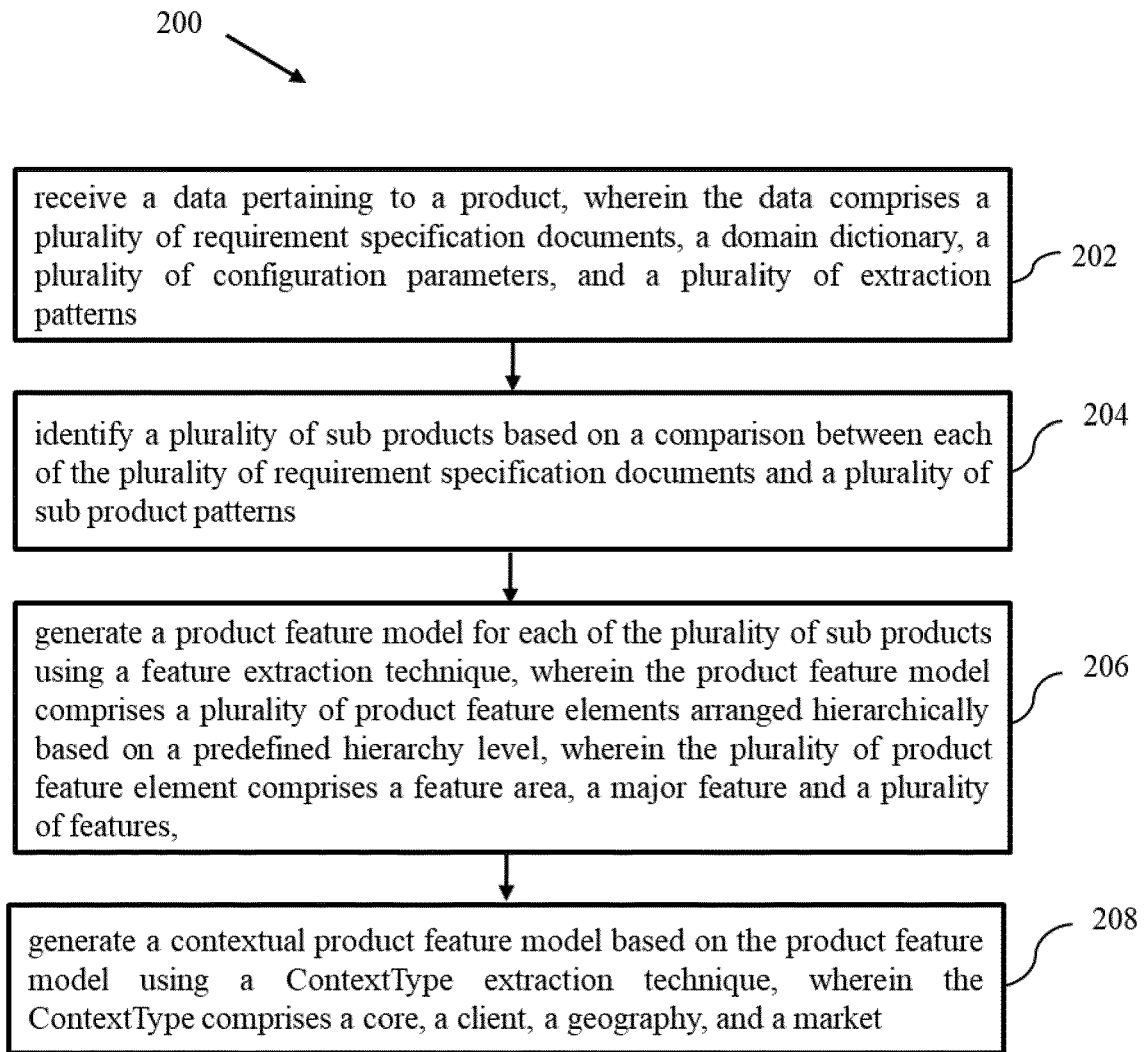 200
receive a data pertaining to a product, wherein the data comprises a
plurality of requirement specification documents, a domain dictionary, a
plurality of configuration parameters, and a plurality of extraction
patterns
202
identify a plurality of sub products based on a comparison between each
of the plurality of requirement specification documents and a plurality of
sub product patterns
204
generate a product feature model for each of the plurality of sub products
using a feature extraction technique, wherein the product feature model
comprises a plurality of product feature elements arranged hierarchically
based on a predefined hierarchy level, wherein the plurality of product
feature element comprises a feature area, a major feature and a plurality
of features,
206
generate a contextual product feature model based on the product feature
model using a ContextType extraction technique, wherein the
ContextType comprises a core, a client, a geography, and a market
208